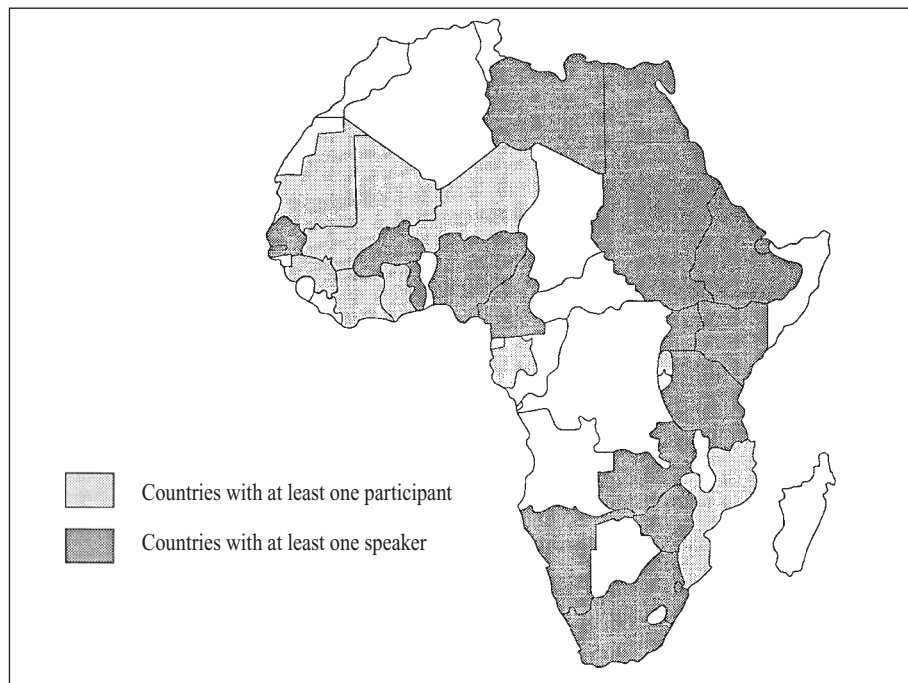 Countries with at least one participant
Countries with at least one speaker